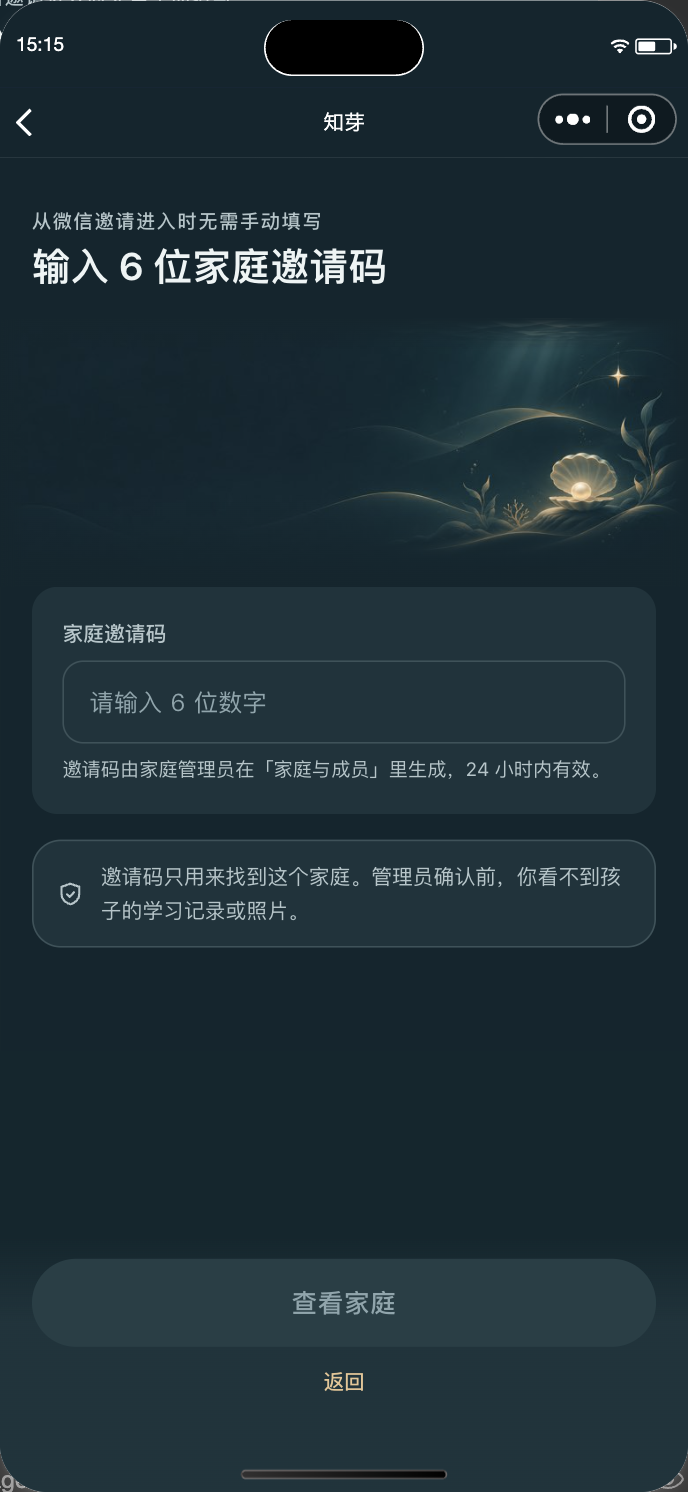 15:15
知芽
从微信邀请进入时无需手动填写
输入 6 位家庭邀请码
家庭邀请码
请输入 6 位数字
邀请码由家庭管理员在「家庭与成员」里生成，24 小时内有效。
邀请码只用来找到这个家庭。管理员确认前，你看不到孩
子的学习记录或照片。
查看家庭
返回